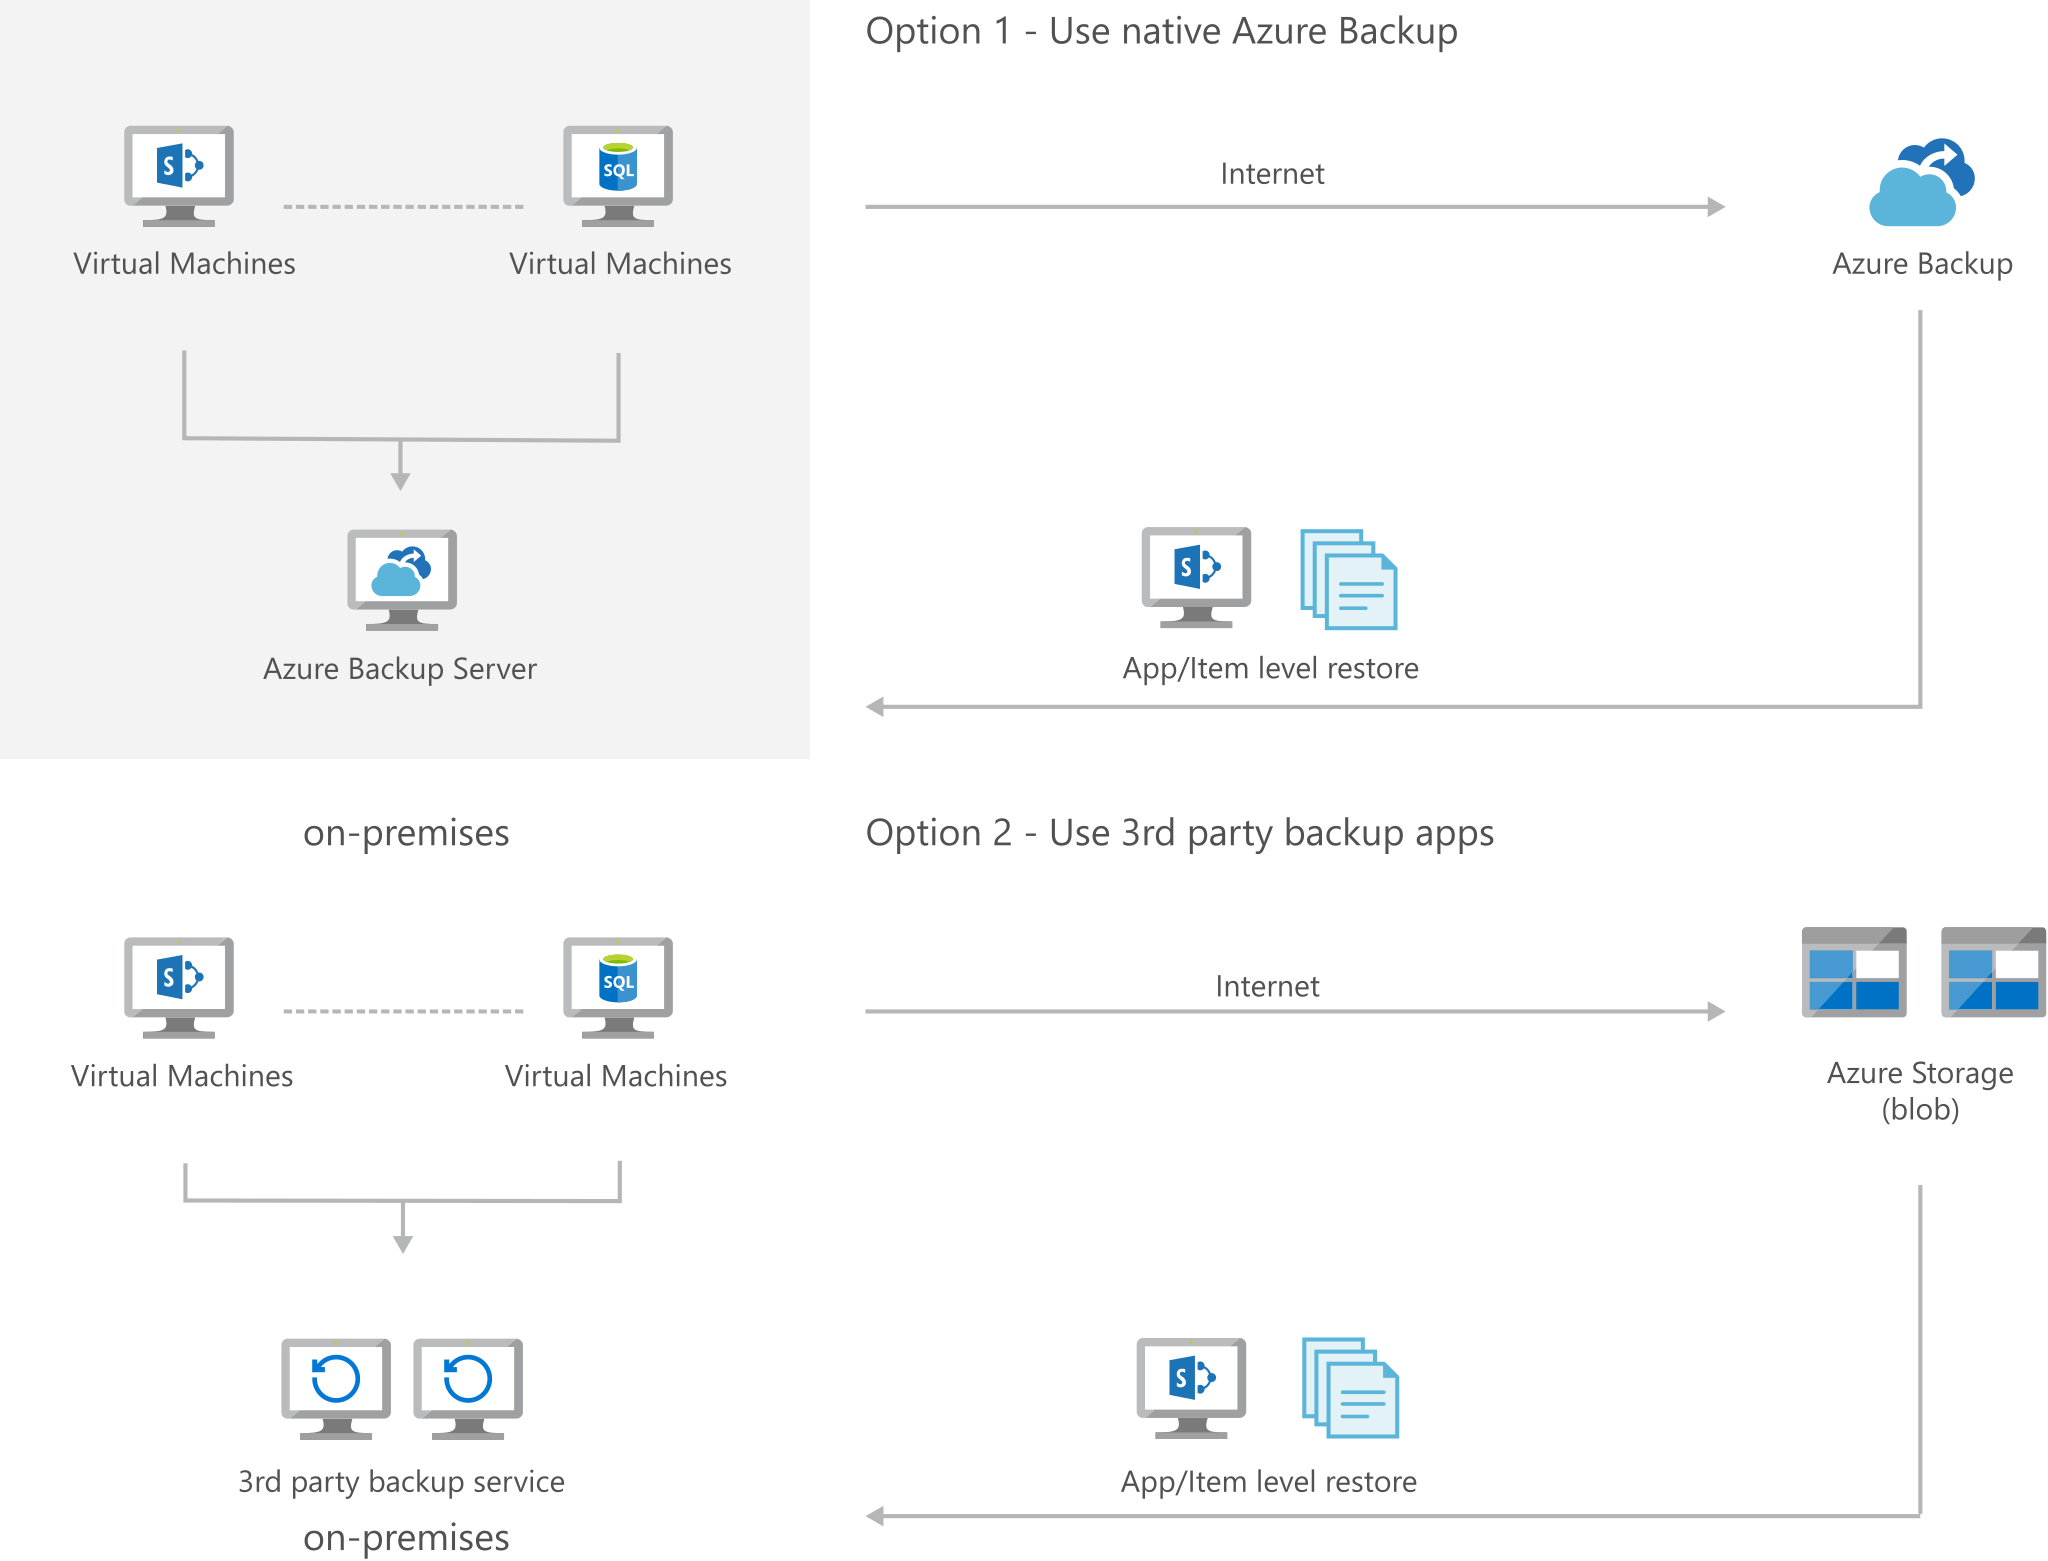 Option 1 - Use native Azure Backup
S
SQL
Internet
Virtual Machines
Virtual Machines
Azure Backup
S
Azure Backup Server
App/Item level restore
on-premises
Option 2 - Use 3rd party backup apps
S
SQL
Internet
Virtual Machines
Virtual Machines
Azure Storage
(blob)
S
3rd party backup service
App/Item level restore
on-premises